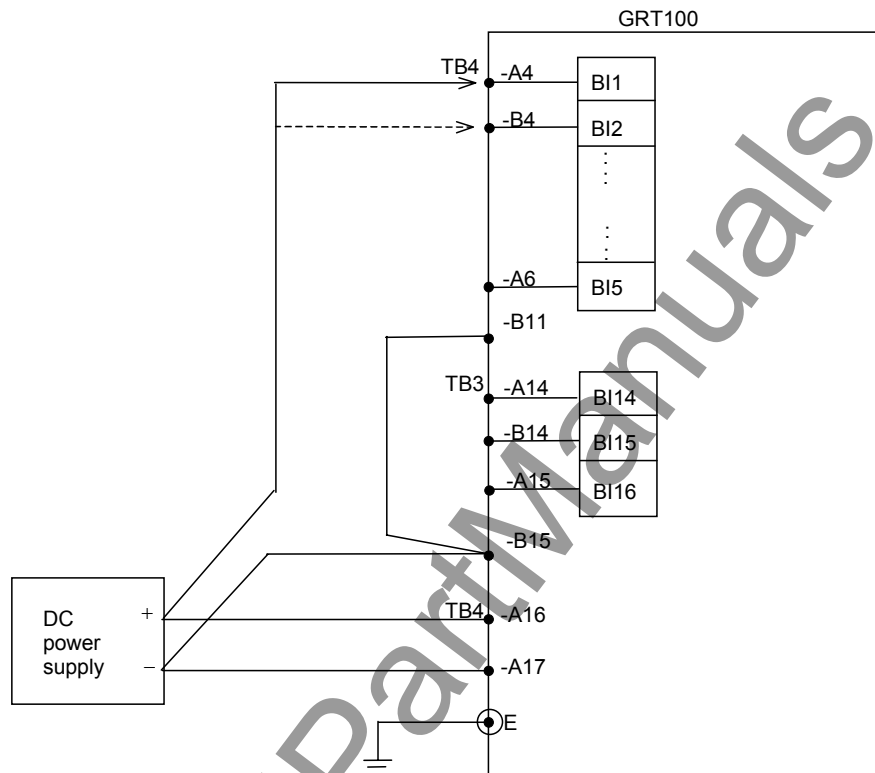 GRT100
TB4
-A4
BI1
-B4
BI2
-A6
BI5
-B11
TB3
-A14
BI14
-B14
BI15
-A15
BI16
-B15
DC
power
supply
+
−
TB4
-A16
-A17
E
PartManuals